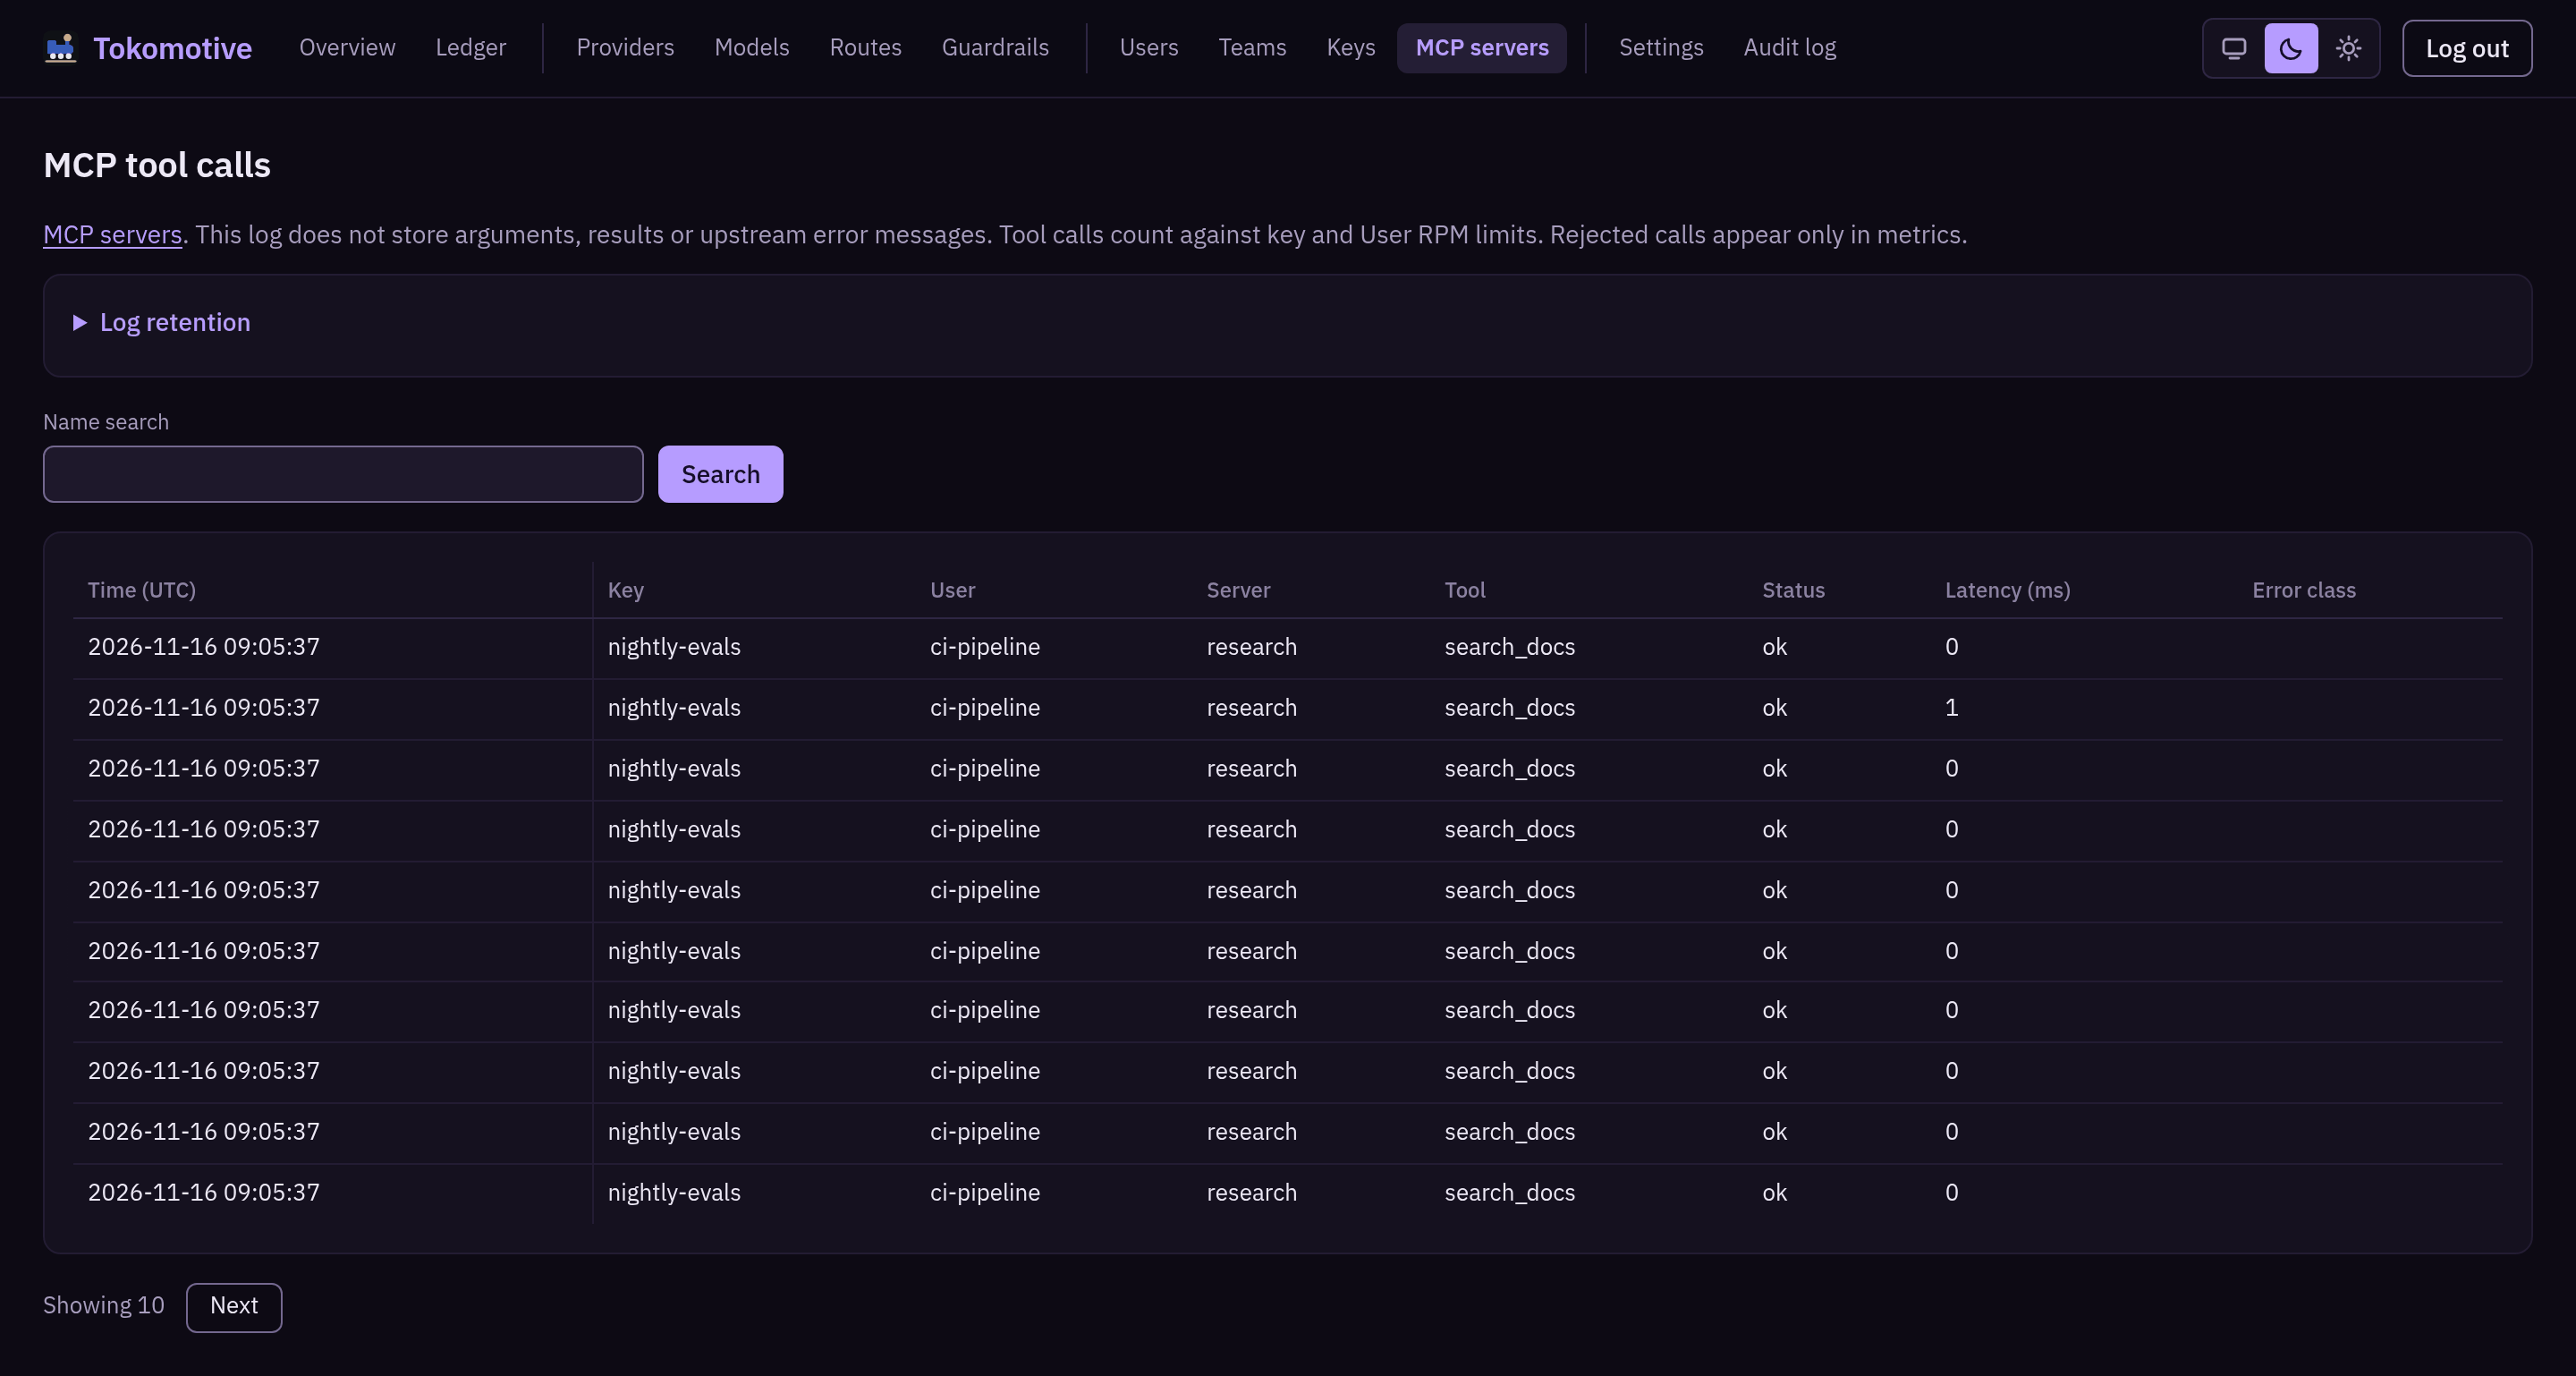 Tokomotive Overview Ledger Providers Models Routes Guardrails Users Teams Keys MCP servers Settings Audit log Log out
MCP tool calls
MCP servers. This log does not store arguments, results or upstream error messages. Tool calls count against key and User RPM limits. Rejected calls appear only in metrics.
▶ Log retention
Name search
Search
Time (UTC) Key User Server Tool Status Latency (ms) Error class
2026-11-16 09:05:37 nightly-evals ci-pipeline research search_docs ok 0
2026-11-16 09:05:37 nightly-evals ci-pipeline research search_docs ok 1
2026-11-16 09:05:37 nightly-evals ci-pipeline research search_docs ok 0
2026-11-16 09:05:37 nightly-evals ci-pipeline research search_docs ok 0
2026-11-16 09:05:37 nightly-evals ci-pipeline research search_docs ok 0
2026-11-16 09:05:37 nightly-evals ci-pipeline research search_docs ok 0
2026-11-16 09:05:37 nightly-evals ci-pipeline research search_docs ok 0
2026-11-16 09:05:37 nightly-evals ci-pipeline research search_docs ok 0
2026-11-16 09:05:37 nightly-evals ci-pipeline research search_docs ok 0
2026-11-16 09:05:37 nightly-evals ci-pipeline research search_docs ok 0
Showing 10 Next